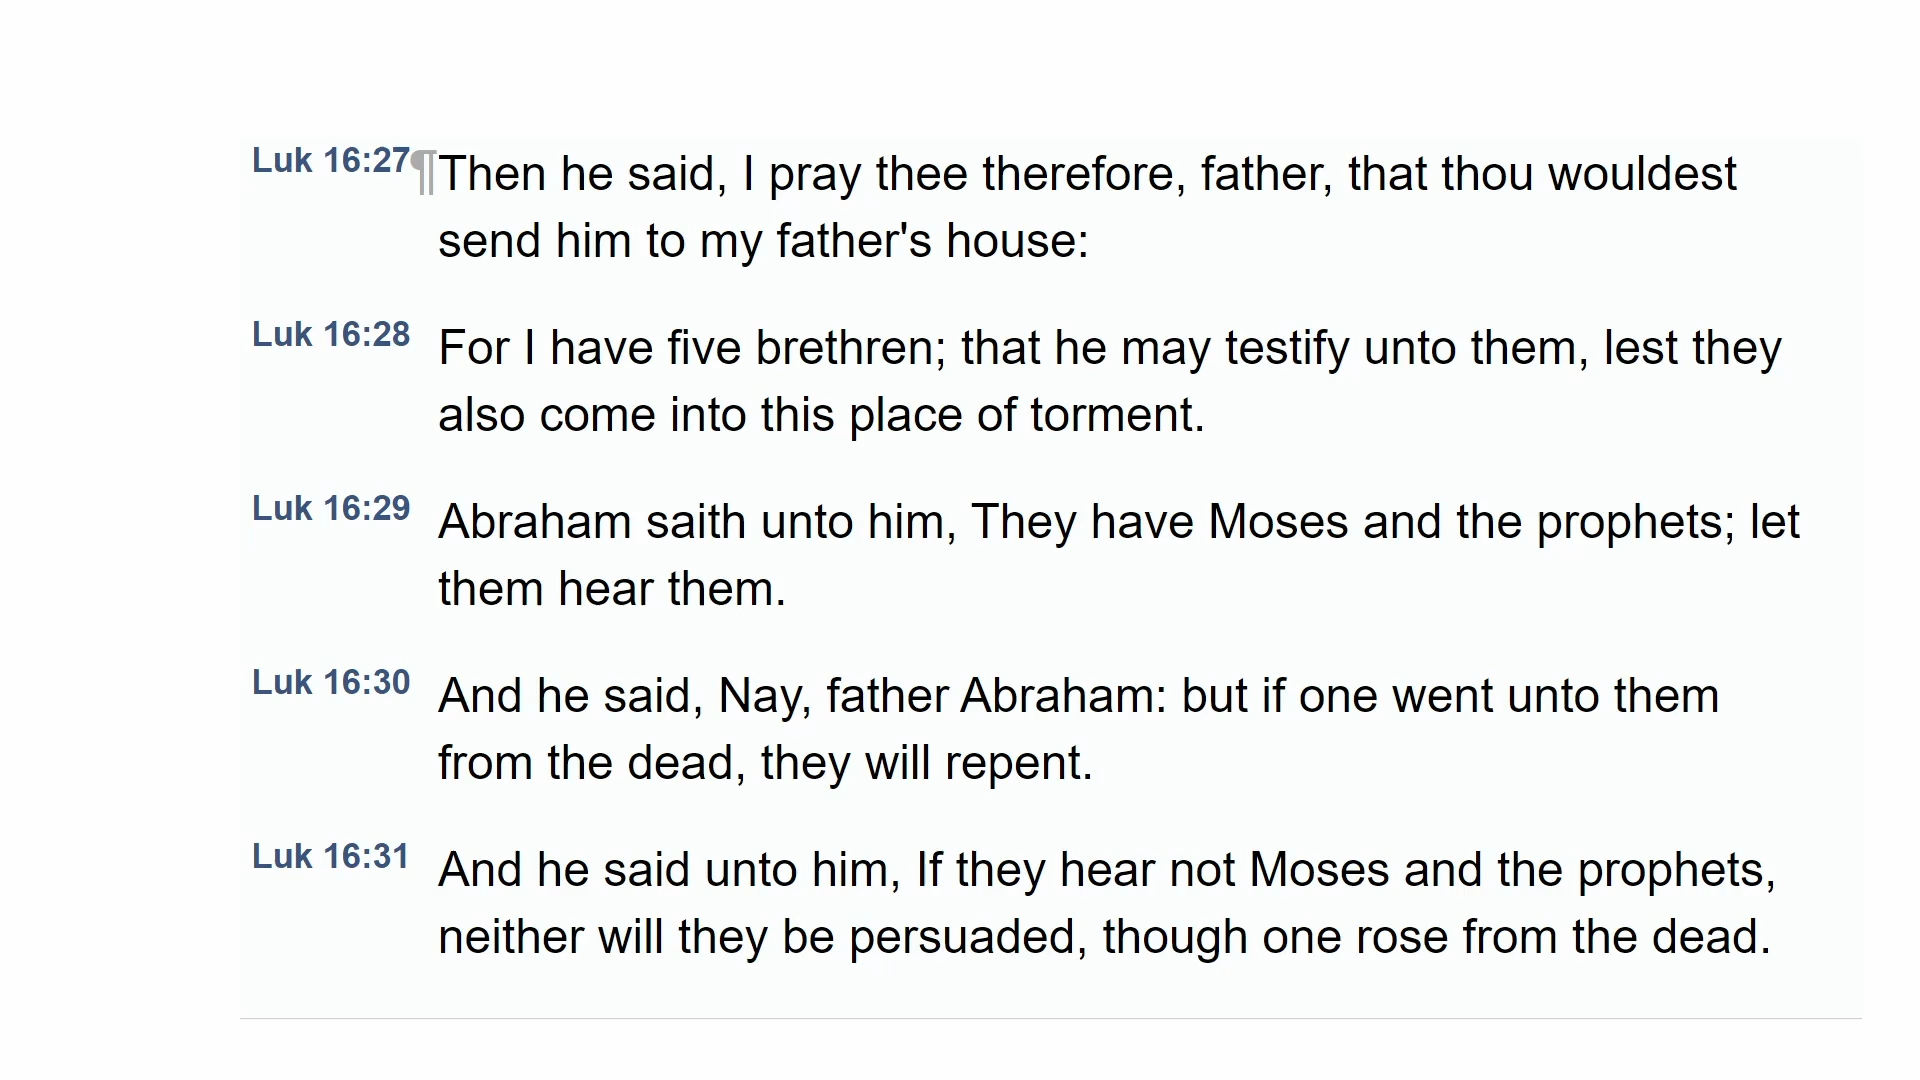 Luk 16:27 ¶Then he said, I pray thee therefore, father, that thou wouldest
send him to my father's house:
Luk 16:28 For I have five brethren; that he may testify unto them, lest they
also come into this place of torment.
Luk 16:29 Abraham saith unto him, They have Moses and the prophets; let
them hear them.
Luk 16:30 And he said, Nay, father Abraham: but if one went unto them
from the dead, they will repent.
Luk 16:31 And he said unto him, If they hear not Moses and the prophets,
neither will they be persuaded, though one rose from the dead.